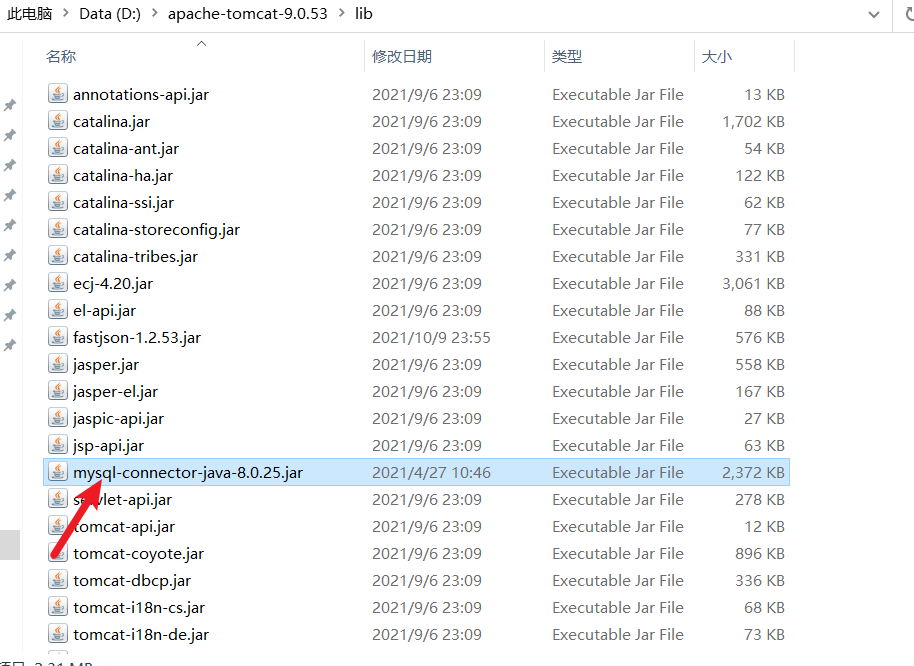 此电脑 > Data (D:) > apache-tomcat-9.0.53 > lib
名称 修改日期 类型 大小
annotations-api.jar 2021/9/6 23:09 Executable Jar File 13 KB
catalina.jar 2021/9/6 23:09 Executable Jar File 1,702 KB
catalina-ant.jar 2021/9/6 23:09 Executable Jar File 54 KB
catalina-ha.jar 2021/9/6 23:09 Executable Jar File 122 KB
catalina-ssi.jar 2021/9/6 23:09 Executable Jar File 62 KB
catalina-storeconfig.jar 2021/9/6 23:09 Executable Jar File 77 KB
catalina-tribes.jar 2021/9/6 23:09 Executable Jar File 331 KB
ecj-4.20.jar 2021/9/6 23:09 Executable Jar File 3,061 KB
el-api.jar 2021/9/6 23:09 Executable Jar File 88 KB
fastjson-1.2.53.jar 2021/10/9 23:55 Executable Jar File 576 KB
jasper.jar 2021/9/6 23:09 Executable Jar File 558 KB
jasper-el.jar 2021/9/6 23:09 Executable Jar File 167 KB
jaspic-api.jar 2021/9/6 23:09 Executable Jar File 27 KB
jsp-api.jar 2021/9/6 23:09 Executable Jar File 63 KB
mysql-connector-java-8.0.25.jar 2021/4/27 10:46 Executable Jar File 2,372 KB
servlet-api.jar 2021/9/6 23:09 Executable Jar File 278 KB
tomcat-api.jar 2021/9/6 23:09 Executable Jar File 12 KB
tomcat-coyote.jar 2021/9/6 23:09 Executable Jar File 896 KB
tomcat-dbcp.jar 2021/9/6 23:09 Executable Jar File 336 KB
tomcat-i18n-cs.jar 2021/9/6 23:09 Executable Jar File 68 KB
tomcat-i18n-de.jar 2021/9/6 23:09 Executable Jar File 73 KB